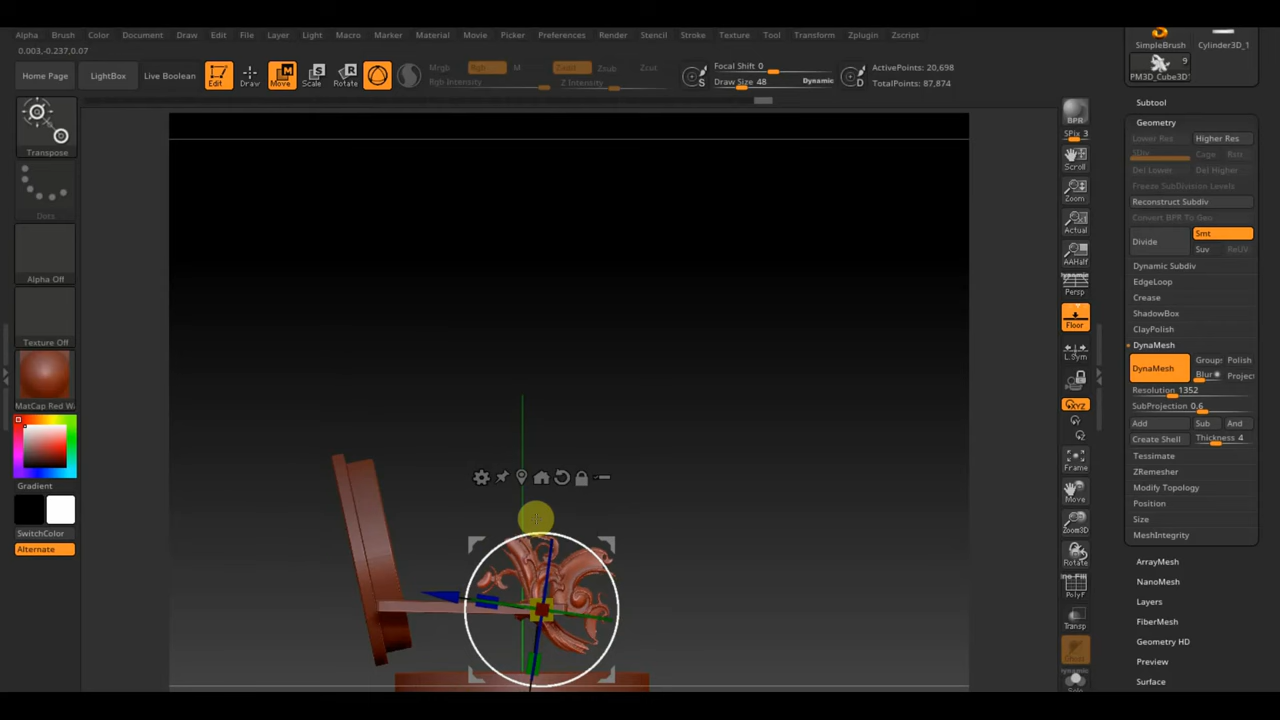 Alpha Brush Color Document Draw Edit File Layer Light Macro Marker Material Movie Picker Preferences Render Stencil Stroke Texture Tool Transform Zplugin Zscript
0.003,-0.237,0.07
Home Page LightBox Live Boolean Edit Draw Move Scale Rotate
Mrgb Rgb M Zadd Zsub Zcut
Rgb Intensity Z Intensity
S Focal Shift 0
Draw Size 48 Dynamic
D ActivePoints: 20,698
TotalPoints: 87,874
SimpleBrush Cylinder3D_1
9
PM3D_Cube3D
Transpose
Dots
Alpha Off
Texture Off
MatCap Red W
Gradient
SwitchColor
Alternate
BPR
SPix 3
Scroll
Zoom
Actual
AAHalf
Dynamic
Persp
Floor
L.Sym
XYZ
Y
Z
Frame
Move
Zoom3D
Rotate
PolyF
Transp
Ghost
Dynamic
Solo
Subtool
Geometry
Lower Res Higher Res
SDiv Cage Rstr
Del Lower Del Higher
Freeze SubDivision Levels
Reconstruct Subdiv
Convert BPR To Geo
Divide Smt
Suv ReUV
Dynamic Subdiv
EdgeLoop
Crease
ShadowBox
ClayPolish
DynaMesh
DynaMesh Groups Polish
Blur Project
Resolution 1352
SubProjection 0.6
Add Sub And
Create Shell Thickness 4
Tessimate
ZRemesher
Modify Topology
Position
Size
MeshIntegrity
ArrayMesh
NanoMesh
Layers
FiberMesh
Geometry HD
Preview
Surface